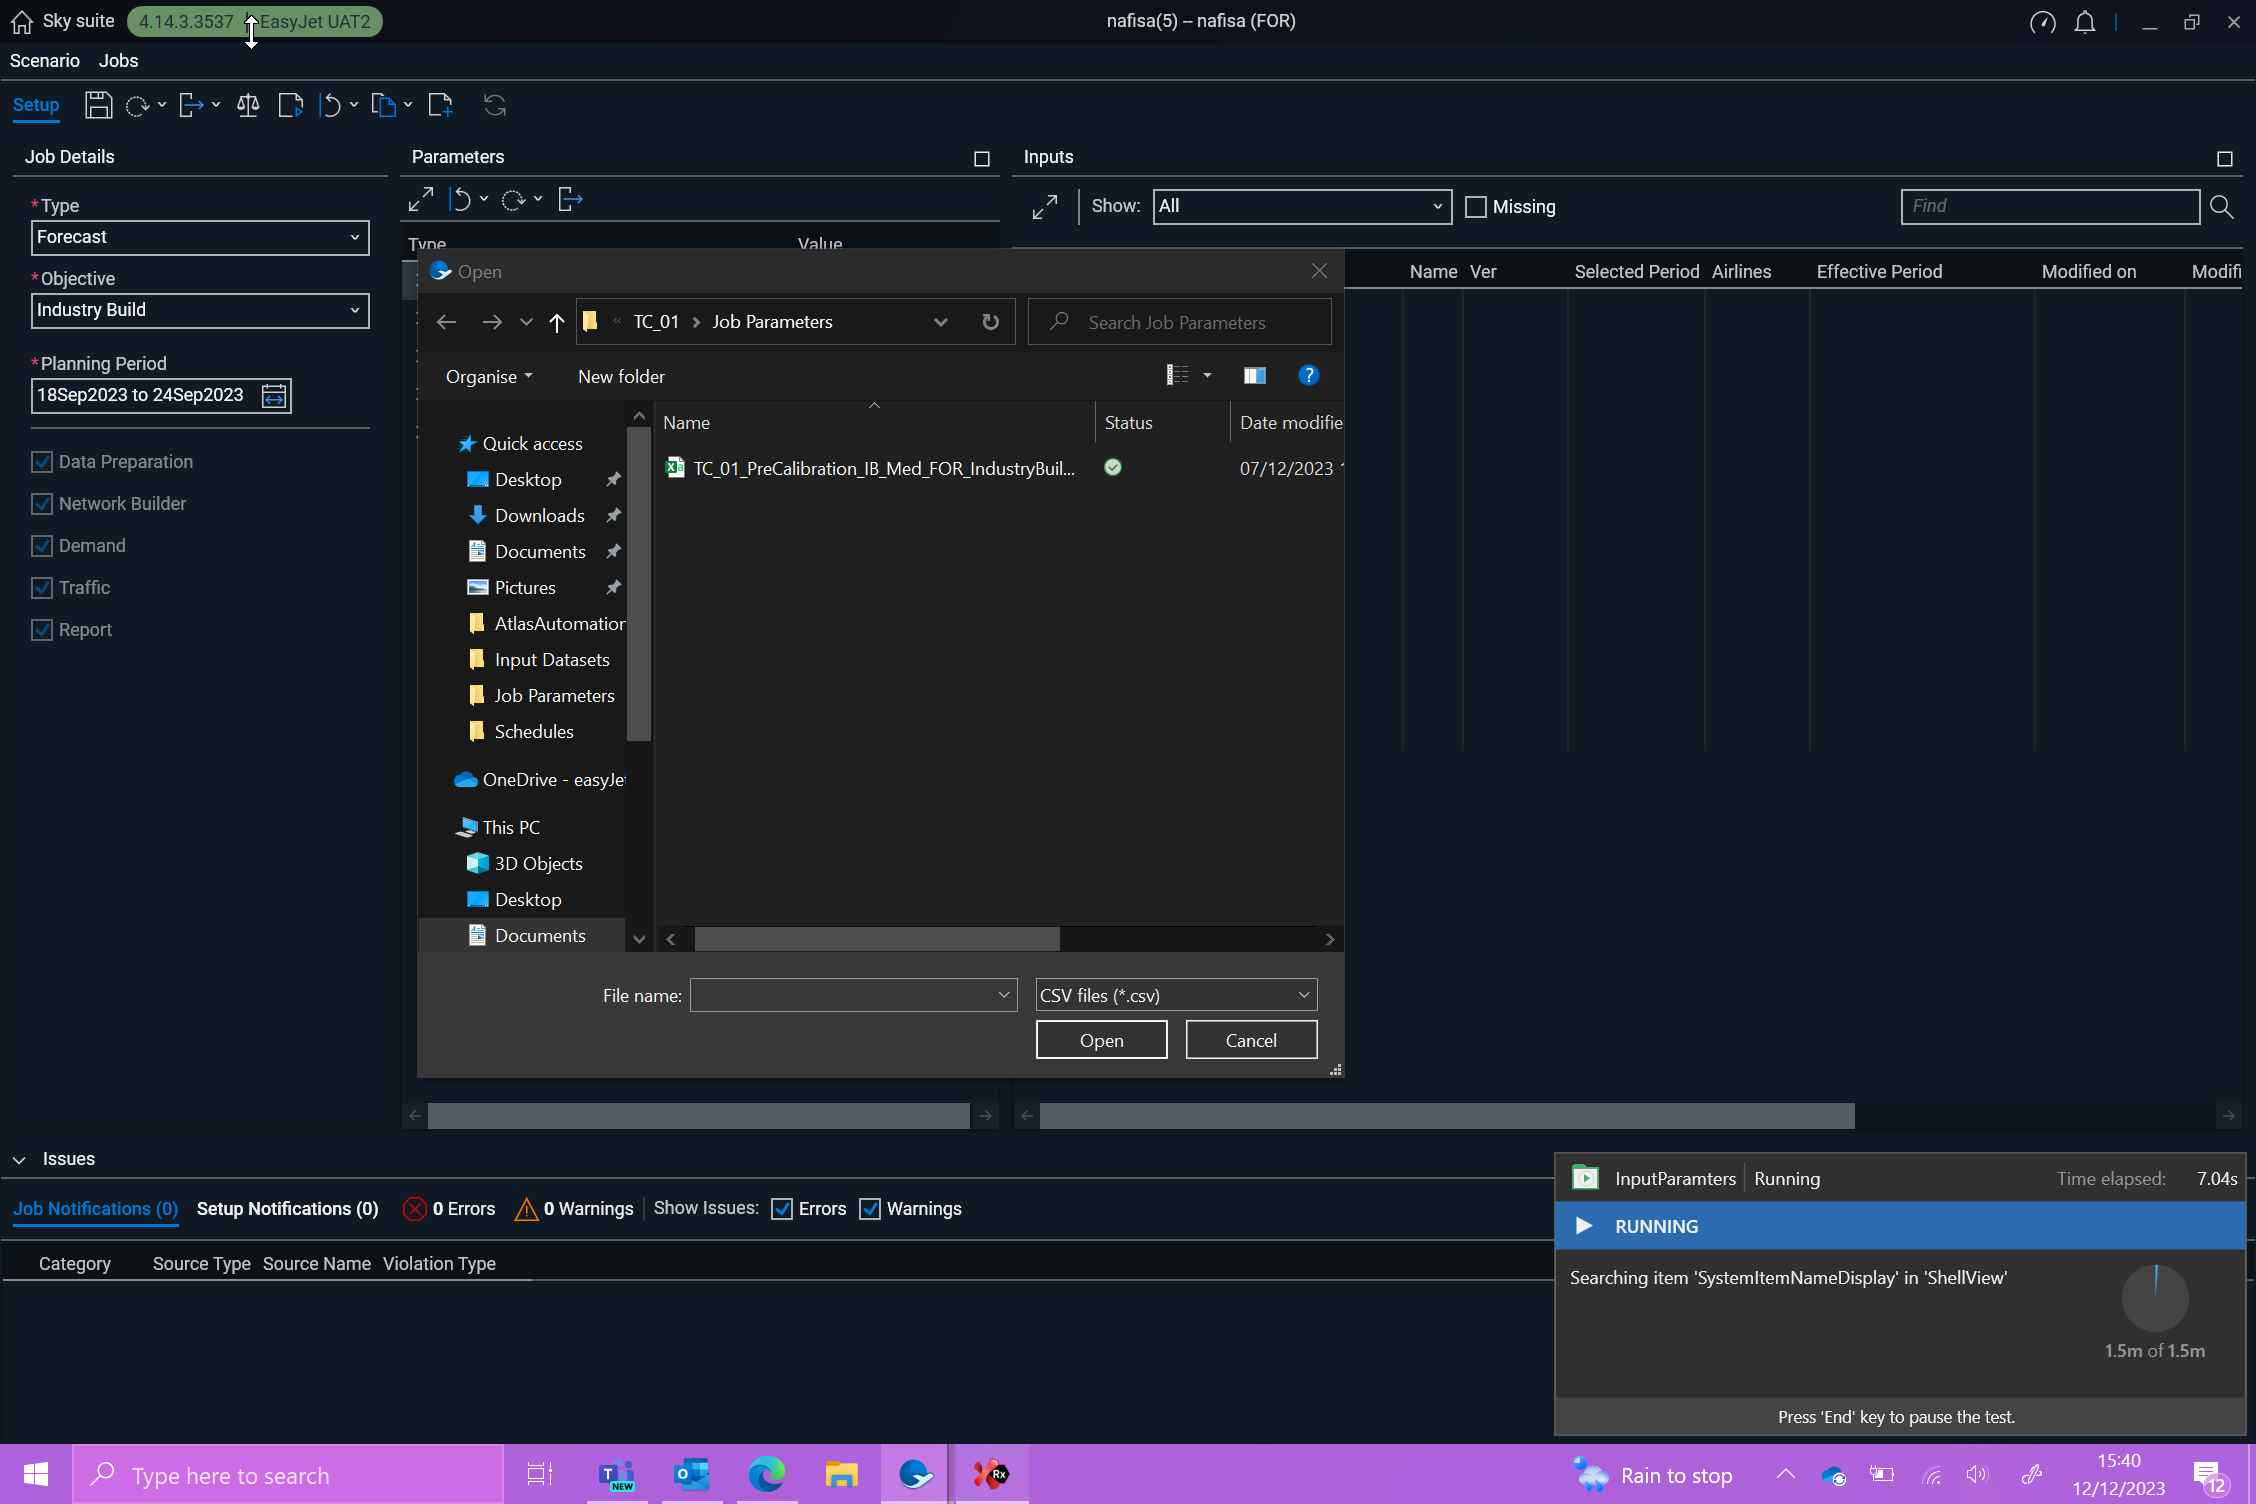 Sky suite 4.14.3.3537 | EasyJet UAT2 nafisa(5) – nafisa (FOR)
Scenario Jobs
Setup
Job Details
*Type
Forecast
*Objective
Industry Build
*Planning Period
18Sep2023 to 24Sep2023
Data Preparation
Network Builder
Demand
Traffic
Report
Parameters
Type Value
Inputs
Show: All Missing Find
Name Ver Selected Period Airlines Effective Period Modified on Modifi
Open
« TC_01 > Job Parameters Search Job Parameters
Organise New folder ?
Quick access
Desktop
Downloads
Documents
Pictures
AtlasAutomation
Input Datasets
Job Parameters
Schedules
OneDrive - easyJet
This PC
3D Objects
Desktop
Documents
Name Status Date modifie
TC_01_PreCalibration_IB_Med_FOR_IndustryBuil... 07/12/2023 1
File name: CSV files (*.csv)
Open Cancel
Issues
Job Notifications (0) Setup Notifications (0) 0 Errors 0 Warnings Show Issues: Errors Warnings
Category Source Type Source Name Violation Type
InputParamters Running Time elapsed: 7.04s
RUNNING
Searching item 'SystemItemNameDisplay' in 'ShellView'
1.5m of 1.5m
Press 'End' key to pause the test.
Type here to search
T NEW
O
Rx
Rain to stop
15:40
12/12/2023
12